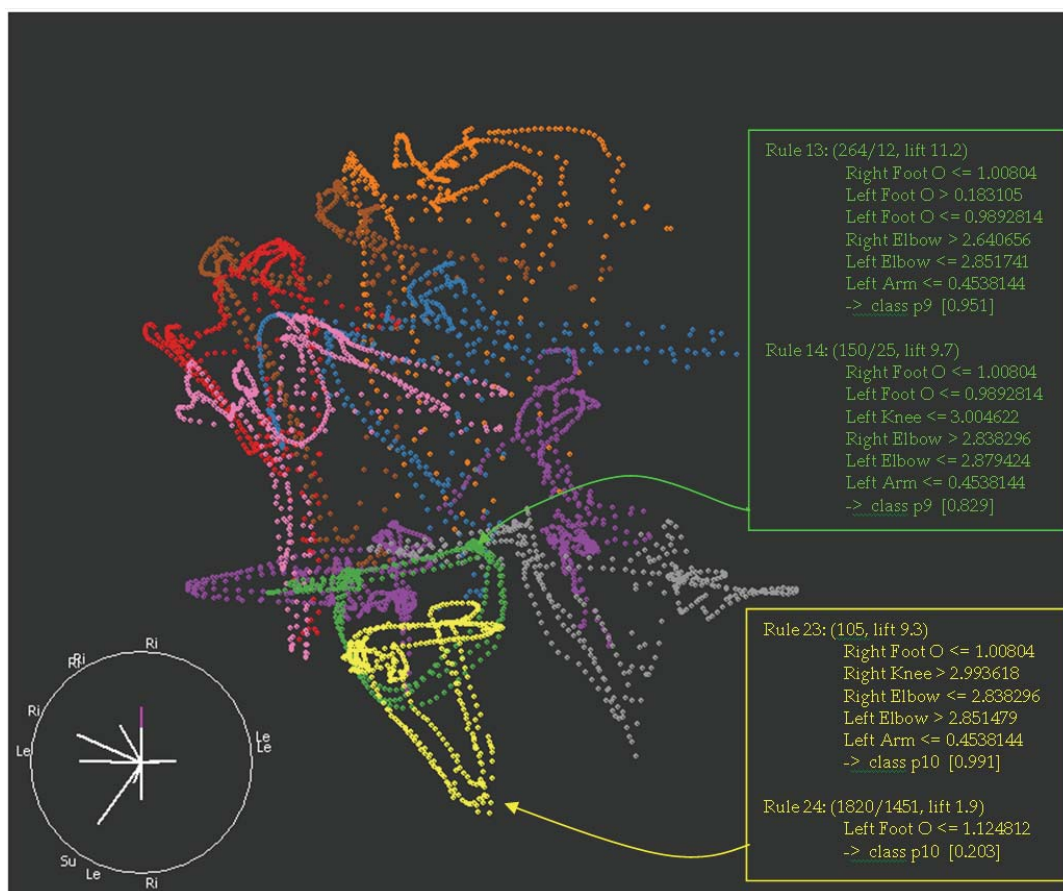 Rule 13: (264/12, lift 11.2)
Right Foot O <= 1.00804
Left Foot O > 0.183105
Left Foot O <= 0.9892814
Right Elbow > 2.640656
Left Elbow <= 2.851741
Left Arm <= 0.4538144
-> class p9 [0.951]
Rule 14: (150/25, lift 9.7)
Right Foot O <= 1.00804
Left Foot O <= 0.9892814
Left Knee <= 3.004622
Right Elbow > 2.838296
Left Elbow <= 2.879424
Left Arm <= 0.4538144
-> class p9 [0.829]
Rule 23: (105, lift 9.3)
Right Foot O <= 1.00804
Right Knee > 2.993618
Right Elbow <= 2.838296
Left Elbow > 2.851479
Left Arm <= 0.4538144
-> class p10 [0.991]
Rule 24: (1820/1451, lift 1.9)
Left Foot O <= 1.124812
-> class p10 [0.203]
Ri
Ri
Ri
Ri
Le
Le
Le
Su
Le
Ri